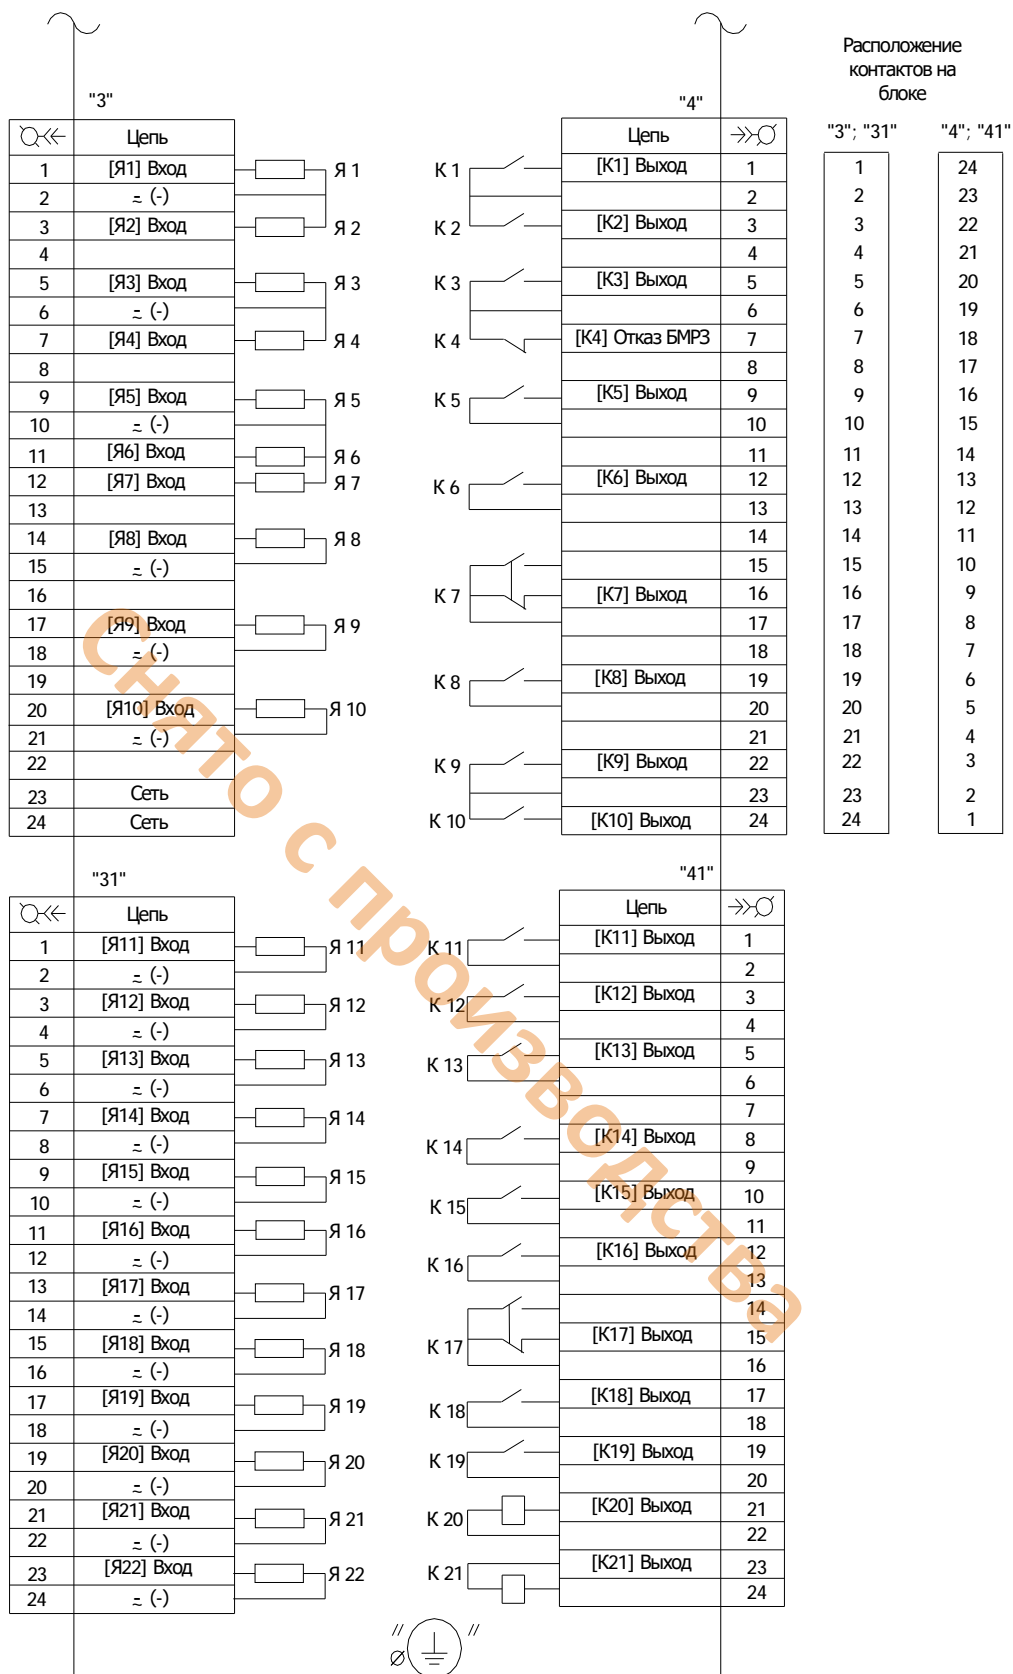 Расположение
контактов на
блоке
"3"
Цепь
1 [Я1] Вход Я 1
2 ≂ (-)
3 [Я2] Вход Я 2
4
5 [Я3] Вход Я 3
6 ≂ (-)
7 [Я4] Вход Я 4
8
9 [Я5] Вход Я 5
10 ≂ (-)
11 [Я6] Вход Я 6
12 [Я7] Вход Я 7
13
14 [Я8] Вход Я 8
15 ≂ (-)
16
17 [Я9] Вход Я 9
18 ≂ (-)
19
20 [Я10] Вход Я 10
21 ≂ (-)
22
23 Сеть
24 Сеть
"4"
Цепь
К 1 [К1] Выход 1
2
К 2 [К2] Выход 3
4
К 3 [К3] Выход 5
6
К 4 [К4] Отказ БМРЗ 7
8
К 5 [К5] Выход 9
10
11
К 6 [К6] Выход 12
13
14
15
К 7 [К7] Выход 16
17
18
К 8 [К8] Выход 19
20
21
К 9 [К9] Выход 22
23
К 10 [К10] Выход 24
"3"; "31" "4"; "41"
1 24
2 23
3 22
4 21
5 20
6 19
7 18
8 17
9 16
10 15
11 14
12 13
13 12
14 11
15 10
16 9
17 8
18 7
19 6
20 5
21 4
22 3
23 2
24 1
"31"
Цепь
1 [Я11] Вход Я 11
2 ≂ (-)
3 [Я12] Вход Я 12
4 ≂ (-)
5 [Я13] Вход Я 13
6 ≂ (-)
7 [Я14] Вход Я 14
8 ≂ (-)
9 [Я15] Вход Я 15
10 ≂ (-)
11 [Я16] Вход Я 16
12 ≂ (-)
13 [Я17] Вход Я 17
14 ≂ (-)
15 [Я18] Вход Я 18
16 ≂ (-)
17 [Я19] Вход Я 19
18 ≂ (-)
19 [Я20] Вход Я 20
20 ≂ (-)
21 [Я21] Вход Я 21
22 ≂ (-)
23 [Я22] Вход Я 22
24 ≂ (-)
"41"
Цепь
К 11 [К11] Выход 1
2
К 12 [К12] Выход 3
4
К 13 [К13] Выход 5
6
7
К 14 [К14] Выход 8
9
К 15 [К15] Выход 10
11
К 16 [К16] Выход 12
13
14
К 17 [К17] Выход 15
16
К 18 [К18] Выход 17
18
К 19 [К19] Выход 19
20
К 20 [К20] Выход 21
22
К 21 [К21] Выход 23
24
Снято с производства